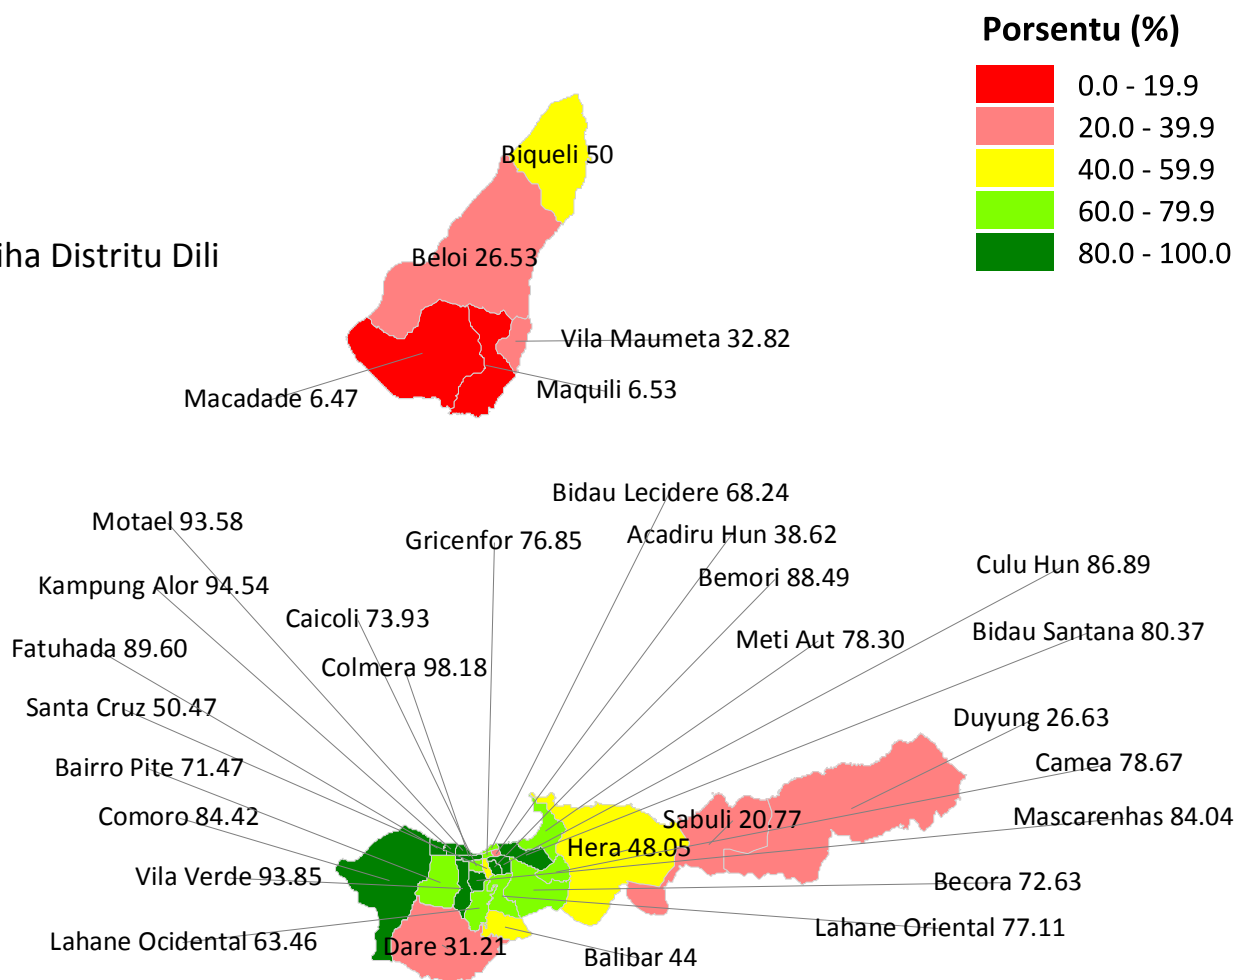 Porsentu (%)
0.0 - 19.9
20.0 - 39.9
40.0 - 59.9
60.0 - 79.9
80.0 - 100.0
Biqueli 50
iha Distritu Dili
Beloi 26.53
Vila Maumeta 32.82
Maquili 6.53
Macadade 6.47
Bidau Lecidere 68.24
Motael 93.58
Gricenfor 76.85
Acadiru Hun 38.62
Culu Hun 86.89
Bemori 88.49
Kampung Alor 94.54
Caicoli 73.93
Bidau Santana 80.37
Meti Aut 78.30
Fatuhada 89.60
Colmera 98.18
Santa Cruz 50.47
Duyung 26.63
Bairro Pite 71.47
Camea 78.67
Comoro 84.42
Sabuli 20.77
Mascarenhas 84.04
Hera 48.05
Vila Verde 93.85
Becora 72.63
Lahane Oriental 77.11
Lahane Ocidental 63.46
Dare 31.21
Balibar 44